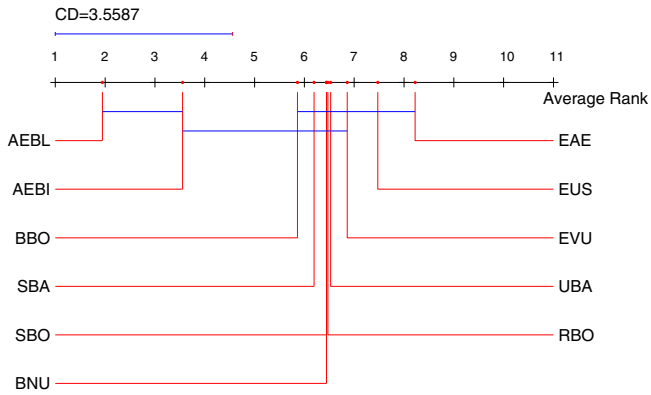 CD=3.5587
1 2 3 4 5 6 7 8 9 10 11
Average Rank
AEBL EAE
AEBI EUS
BBO EVU
SBA UBA
SBO RBO
BNU